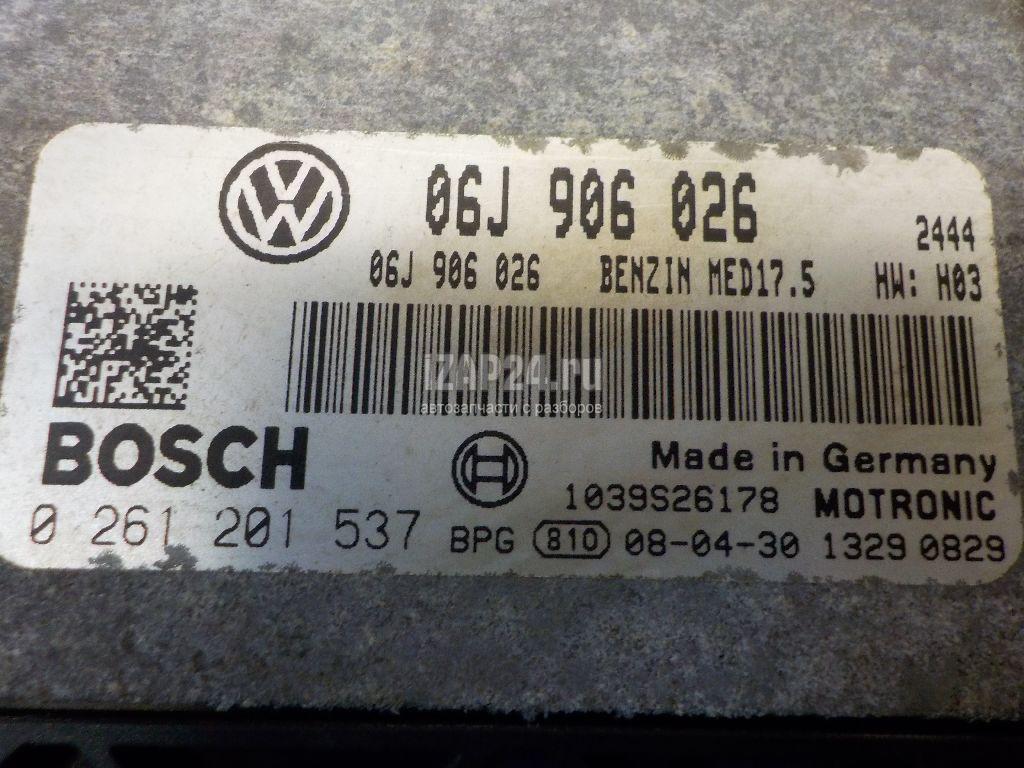 06J 906 026
2444
06J 906 026 BENZIN MED17.5 HW: H03
iZAP24.ru
автозапчасти с разборов
BOSCH
Made in Germany
1039S26178 MOTRONIC
0 261 201 537 BPG 810 08-04-30 1329 0829